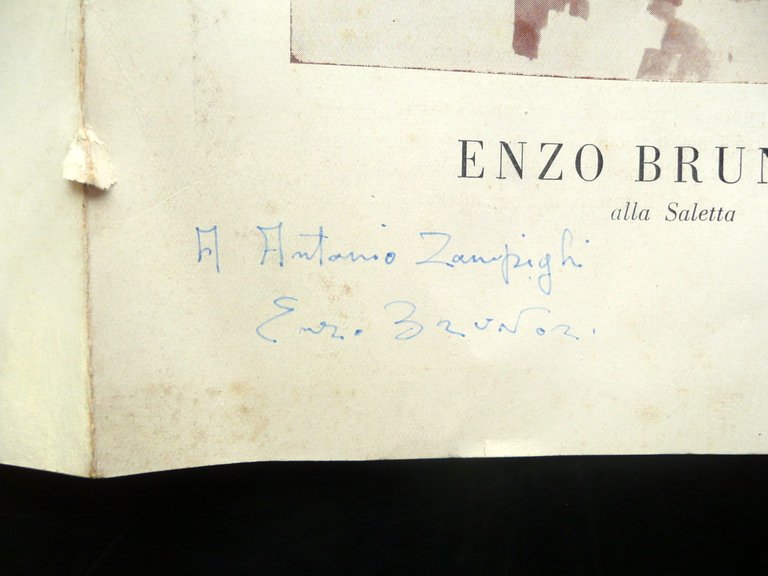 ENZO BRUN
alla Saletta
A Antonio Zampighi
Enzo Brunori.